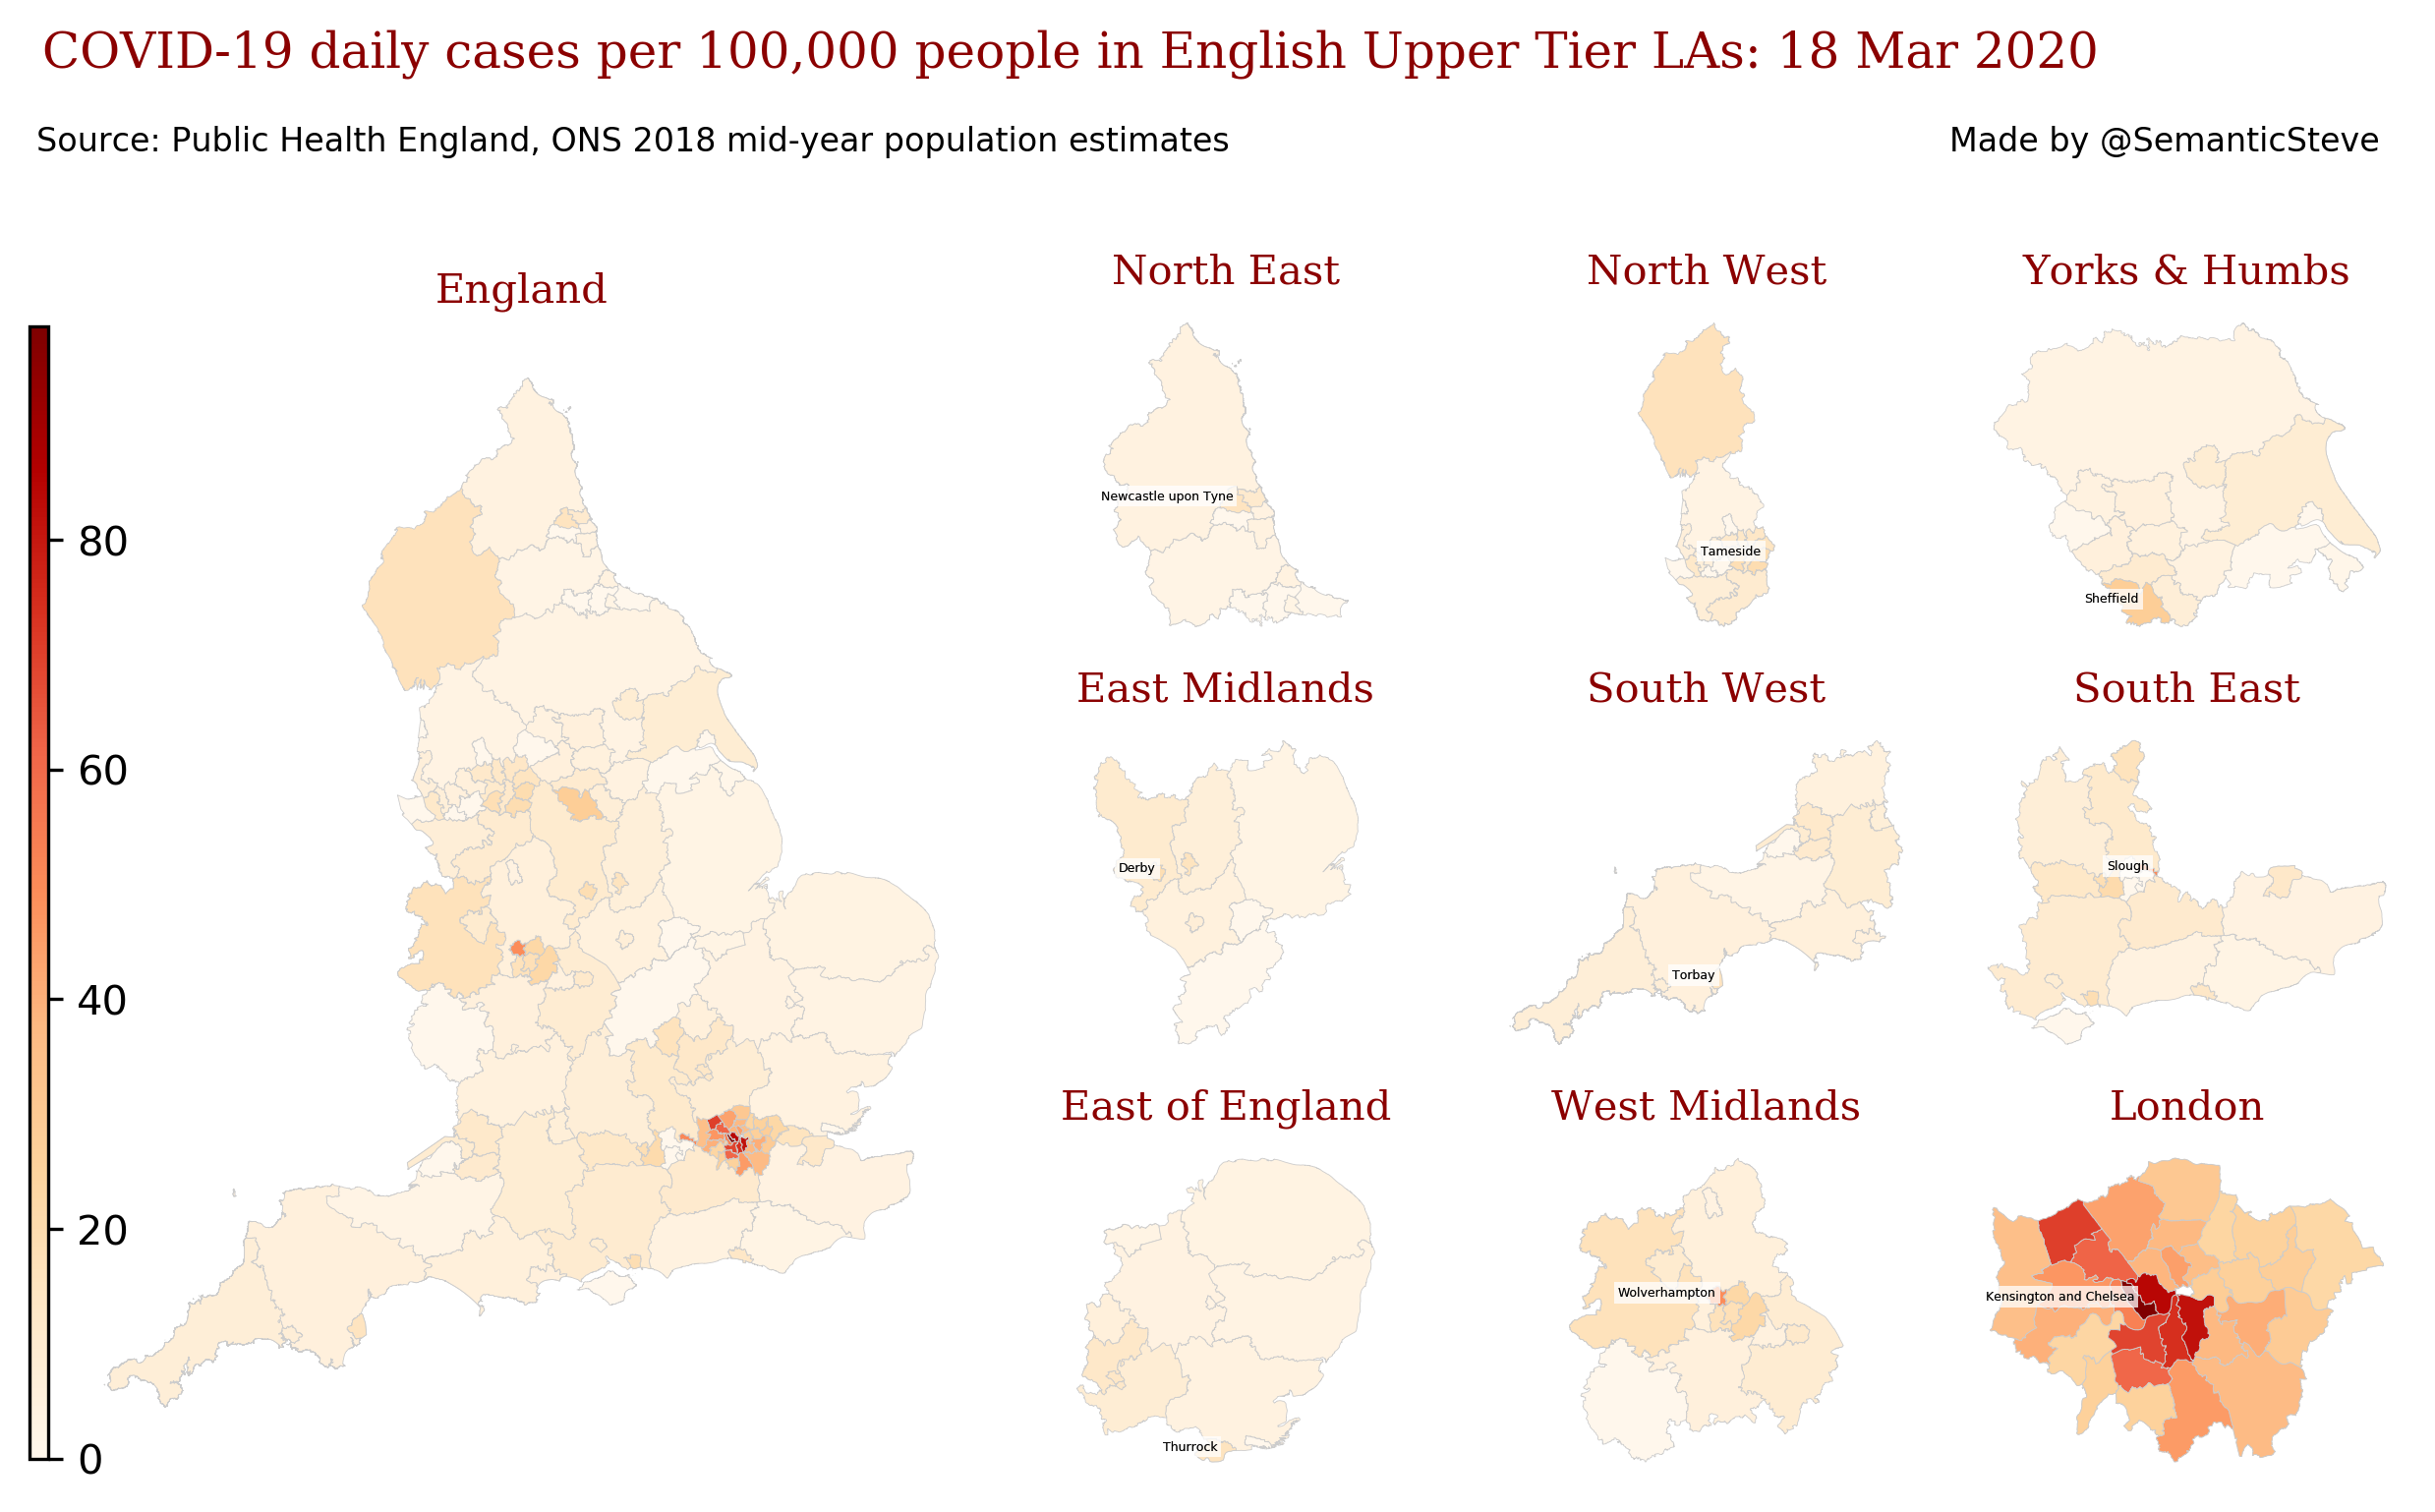 COVID-19 daily cases per 100,000 people in English Upper Tier LAs: 18 Mar 2020
Source: Public Health England, ONS 2018 mid-year population estimates
Made by @SemanticSteve
England
80
60
40
20
0
North East
Newcastle upon Tyne
North West
Tameside
Yorks & Humbs
Sheffield
East Midlands
Derby
South West
Torbay
South East
Slough
East of England
Thurrock
West Midlands
Wolverhampton
London
Kensington and Chelsea